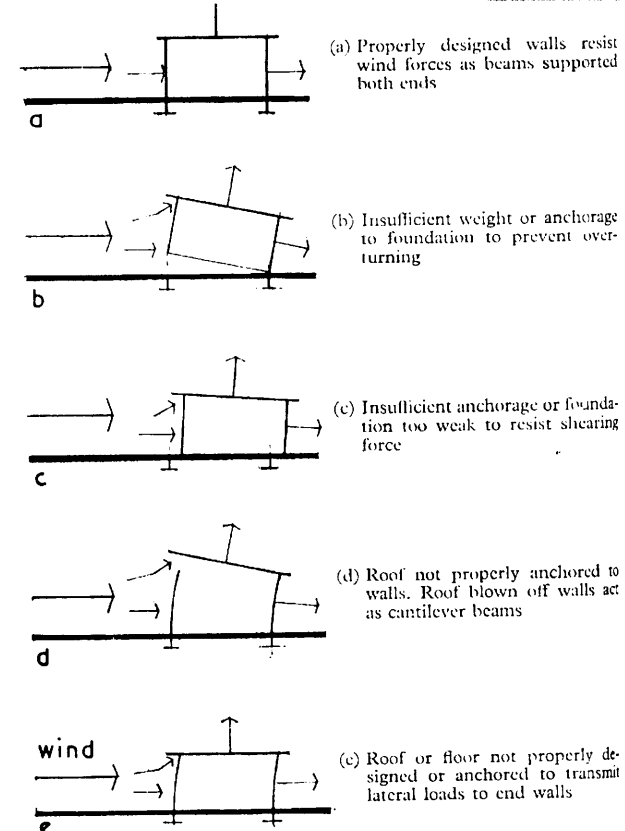 (a) Properly designed walls resist
wind forces as beams supported
both ends
a
(b) Insufficient weight or anchorage
to foundation to prevent over-
turning
b
(c) Insufficient anchorage or founda-
tion too weak to resist shearing
force
c
(d) Roof not properly anchored to
walls. Roof blown off walls act
as cantilever beams
d
wind
(e) Roof or floor not properly de-
signed or anchored to transmit
lateral loads to end walls
e